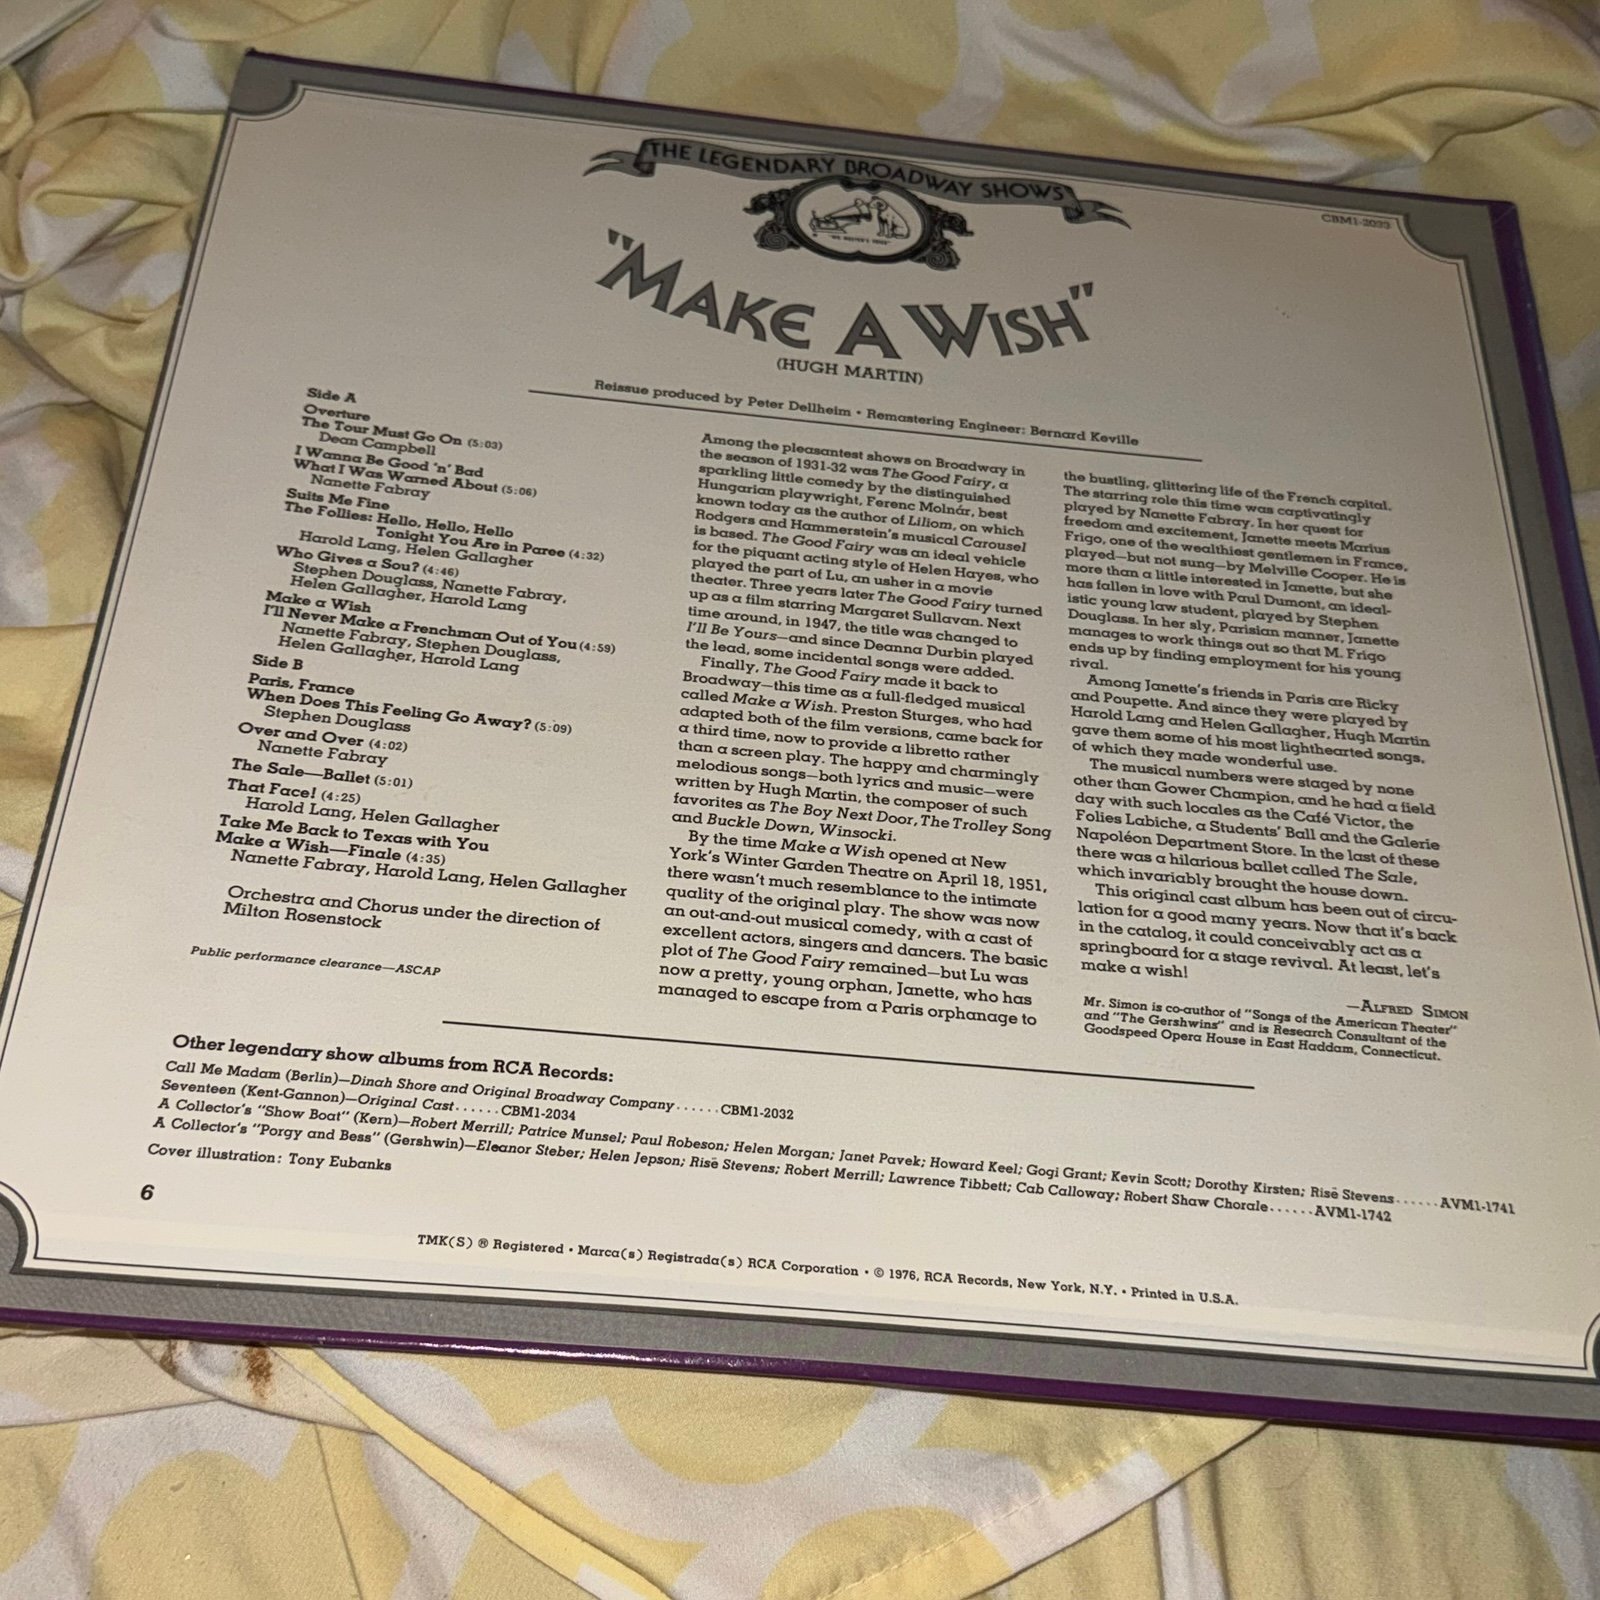 THE LEGENDARY BROADWAY SHOWS
"HIS MASTER'S VOICE"
CBM1-2033
"MAKE A WISH"
(HUGH MARTIN)
Reissue produced by Peter Dellheim • Remastering Engineer: Bernard Keville
Side A
Overture
The Tour Must Go On (5:03)
Dean Campbell
I Wanna Be Good 'n' Bad
What I Was Warned About (5:06)
Nanette Fabray
Suits Me Fine
The Follies: Hello, Hello, Hello
Tonight You Are in Paree (4:32)
Harold Lang, Helen Gallagher
Who Gives a Sou? (4:46)
Stephen Douglass, Nanette Fabray,
Helen Gallagher, Harold Lang
Make a Wish
I'll Never Make a Frenchman Out of You (4:59)
Nanette Fabray, Stephen Douglass,
Helen Gallagher, Harold Lang
Side B
Paris, France
When Does This Feeling Go Away? (5:09)
Stephen Douglass
Over and Over (4:02)
Nanette Fabray
The Sale—Ballet (5:01)
That Face! (4:25)
Harold Lang, Helen Gallagher
Take Me Back to Texas with You
Make a Wish—Finale (4:35)
Nanette Fabray, Harold Lang, Helen Gallagher
Orchestra and Chorus under the direction of
Milton Rosenstock
Public performance clearance—ASCAP
Among the pleasantest shows on Broadway in
the season of 1931-32 was The Good Fairy, a
sparkling little comedy by the distinguished
Hungarian playwright, Ferenc Molnár, best
known today as the author of Liliom, on which
Rodgers and Hammerstein's musical Carousel
is based. The Good Fairy was an ideal vehicle
for the piquant acting style of Helen Hayes, who
played the part of Lu, an usher in a movie
theater. Three years later The Good Fairy turned
up as a film starring Margaret Sullavan. Next
time around, in 1947, the title was changed to
I'll Be Yours—and since Deanna Durbin played
the lead, some incidental songs were added.
Finally, The Good Fairy made it back to
Broadway—this time as a full-fledged musical
called Make a Wish. Preston Sturges, who had
adapted both of the film versions, came back for
a third time, now to provide a libretto rather
than a screen play. The happy and charmingly
melodious songs—both lyrics and music—were
written by Hugh Martin, the composer of such
favorites as The Boy Next Door, The Trolley Song
and Buckle Down, Winsocki.
By the time Make a Wish opened at New
York's Winter Garden Theatre on April 18, 1951,
there wasn't much resemblance to the intimate
quality of the original play. The show was now
an out-and-out musical comedy, with a cast of
excellent actors, singers and dancers. The basic
plot of The Good Fairy remained—but Lu was
now a pretty, young orphan, Janette, who has
managed to escape from a Paris orphanage to
the bustling, glittering life of the French capital.
The starring role this time was captivatingly
played by Nanette Fabray. In her quest for
freedom and excitement, Janette meets Marius
Frigo, one of the wealthiest gentlemen in France,
played—but not sung—by Melville Cooper. He is
more than a little interested in Janette, but she
has fallen in love with Paul Dumont, an ideal-
istic young law student, played by Stephen
Douglass. In her sly, Parisian manner, Janette
manages to work things out so that M. Frigo
ends up by finding employment for his young
rival.
Among Janette's friends in Paris are Ricky
and Poupette. And since they were played by
Harold Lang and Helen Gallagher, Hugh Martin
gave them some of his most lighthearted songs,
of which they made wonderful use.
The musical numbers were staged by none
other than Gower Champion, and he had a field
day with such locales as the Café Victor, the
Folies Labiche, a Students' Ball and the Galerie
Napoléon Department Store. In the last of these
there was a hilarious ballet called The Sale,
which invariably brought the house down.
This original cast album has been out of circu-
lation for a good many years. Now that it's back
in the catalog, it could conceivably act as a
springboard for a stage revival. At least, let's
make a wish!
—ALFRED SIMON
Mr. Simon is co-author of "Songs of the American Theater"
and "The Gershwins" and is Research Consultant of the
Goodspeed Opera House in East Haddam, Connecticut.
Other legendary show albums from RCA Records:
Call Me Madam (Berlin)—Dinah Shore and Original Broadway Company......CBM1-2032
Seventeen (Kent-Gannon)—Original Cast......CBM1-2034
A Collector's "Show Boat" (Kern)—Robert Merrill; Patrice Munsel; Paul Robeson; Helen Morgan; Janet Pavek; Howard Keel; Gogi Grant; Kevin Scott; Dorothy Kirsten; Risë Stevens......AVM1-1741
A Collector's "Porgy and Bess" (Gershwin)—Eleanor Steber; Helen Jepson; Risë Stevens; Robert Merrill; Lawrence Tibbett; Cab Calloway; Robert Shaw Chorale......AVM1-1742
Cover illustration: Tony Eubanks
6
TMK(S) ® Registered • Marca(s) Registrada(s) RCA Corporation • © 1976, RCA Records, New York, N.Y. • Printed in U.S.A.